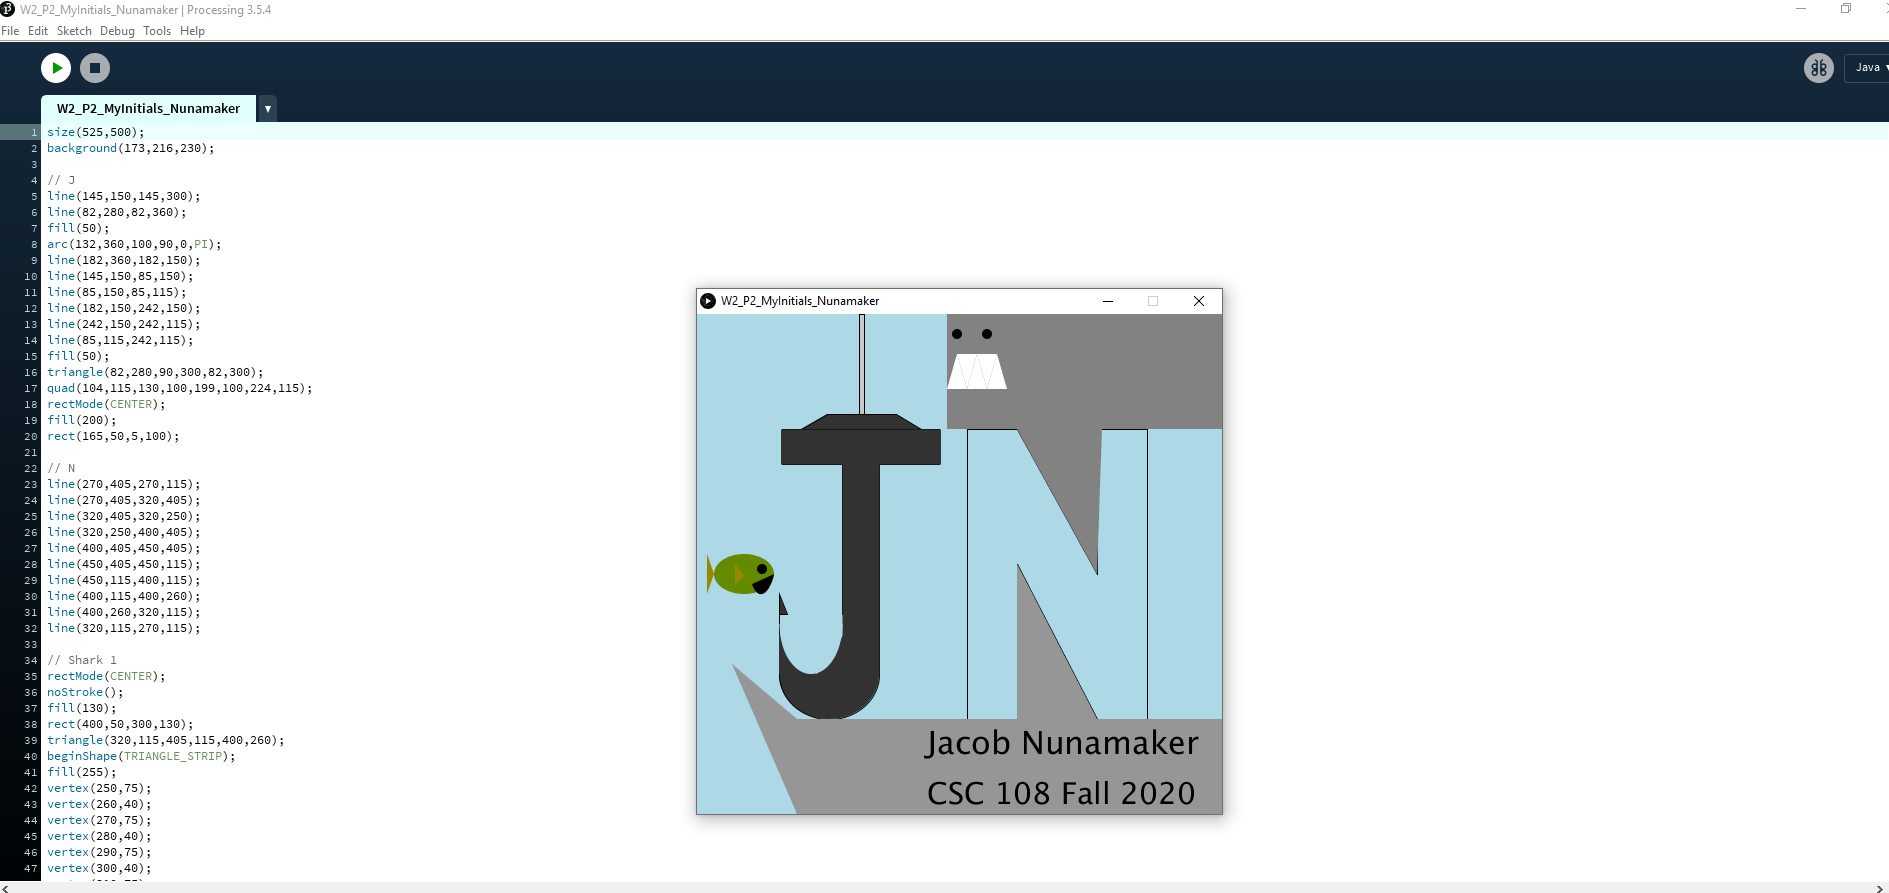 W2_P2_MyInitials_Nunamaker | Processing 3.5.4
File Edit Sketch Debug Tools Help
Java
W2_P2_MyInitials_Nunamaker
1 size(525,500);
2 background(173,216,230);
3
4 // J
5 line(145,150,145,300);
6 line(82,280,82,360);
7 fill(50);
8 arc(132,360,100,90,0,PI);
9 line(182,360,182,150);
10 line(145,150,85,150);
11 line(85,150,85,115);
12 line(182,150,242,150);
13 line(242,150,242,115);
14 line(85,115,242,115);
15 fill(50);
16 triangle(82,280,90,300,82,300);
17 quad(104,115,130,100,199,100,224,115);
18 rectMode(CENTER);
19 fill(200);
20 rect(165,50,5,100);
21
22 // N
23 line(270,405,270,115);
24 line(270,405,320,405);
25 line(320,405,320,250);
26 line(320,250,400,405);
27 line(400,405,450,405);
28 line(450,405,450,115);
29 line(450,115,400,115);
30 line(400,115,400,260);
31 line(400,260,320,115);
32 line(320,115,270,115);
33
34 // Shark 1
35 rectMode(CENTER);
36 noStroke();
37 fill(130);
38 rect(400,50,300,130);
39 triangle(320,115,405,115,400,260);
40 beginShape(TRIANGLE_STRIP);
41 fill(255);
42 vertex(250,75);
43 vertex(260,40);
44 vertex(270,75);
45 vertex(280,40);
46 vertex(290,75);
47 vertex(300,40);
W2_P2_MyInitials_Nunamaker
JN
Jacob Nunamaker
CSC 108 Fall 2020